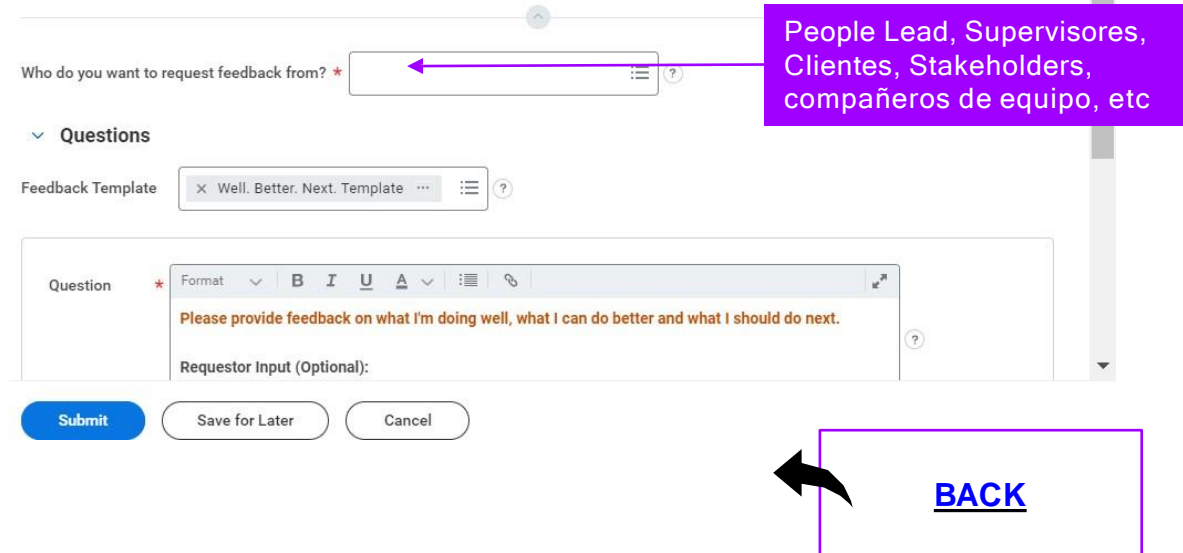 People Lead, Supervisores,
Clientes, Stakeholders,
compañeros de equipo, etc
Who do you want to request feedback from? *
?
Questions
Feedback Template
× Well. Better. Next. Template ...
?
Question *
Format B I U A
Please provide feedback on what I'm doing well, what I can do better and what I should do next.
?
Requestor Input (Optional):
Submit Save for Later Cancel
BACK